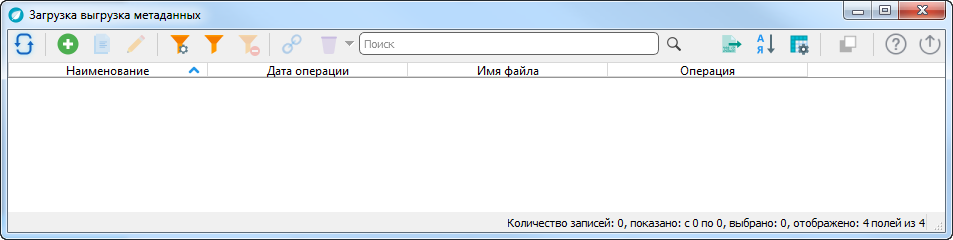 Загрузка выгрузка метаданных
Поиск
А
Я
Наименование Дата операции Имя файла Операция
Количество записей: 0, показано: с 0 по 0, выбрано: 0, отображено: 4 полей из 4